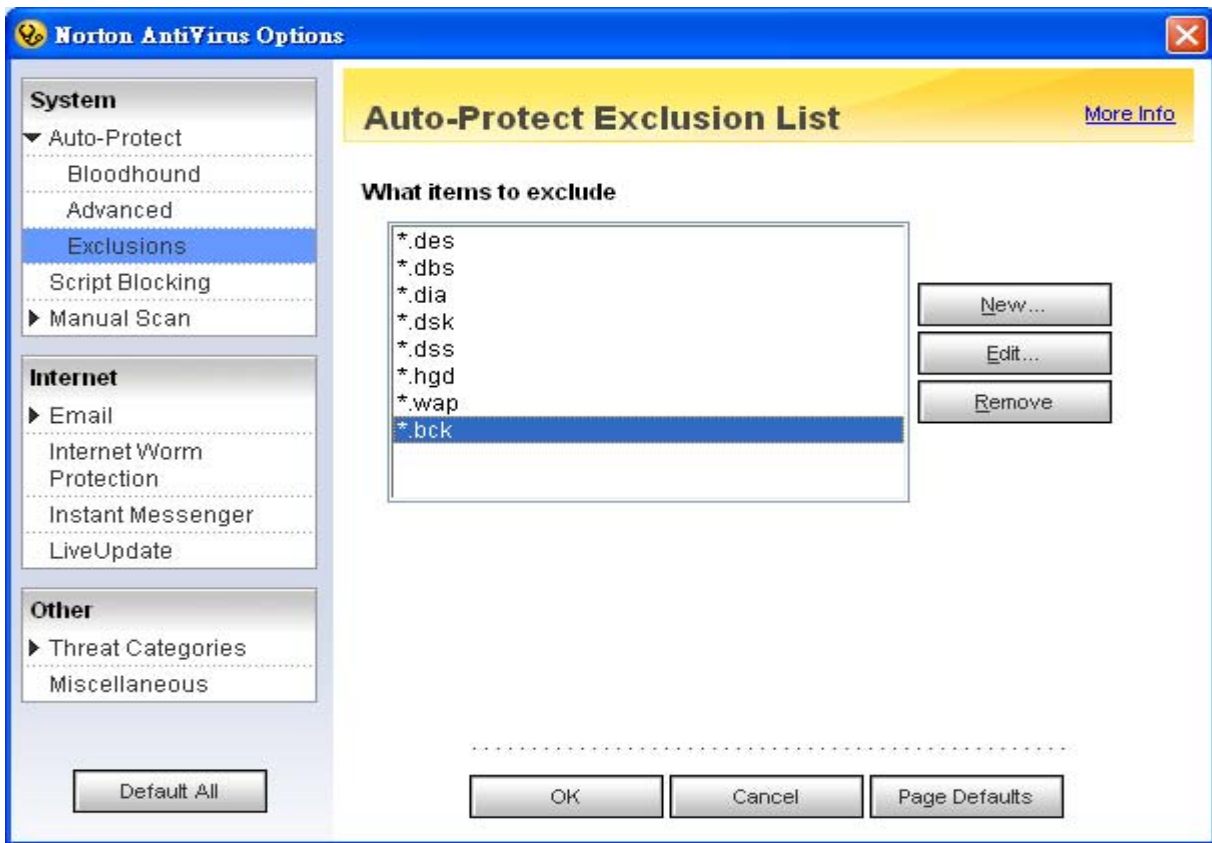 Norton AntiVirus Options
System
Auto-Protect
Bloodhound
Advanced
Exclusions
Script Blocking
Manual Scan
Internet
Email
Internet Worm
Protection
Instant Messenger
LiveUpdate
Other
Threat Categories
Miscellaneous
Default All
Auto-Protect Exclusion List
More Info
What items to exclude
*.des
*.dbs
*.dia
*.dsk
*.dss
*.hgd
*.wap
*.bck
New...
Edit...
Remove
OK
Cancel
Page Defaults